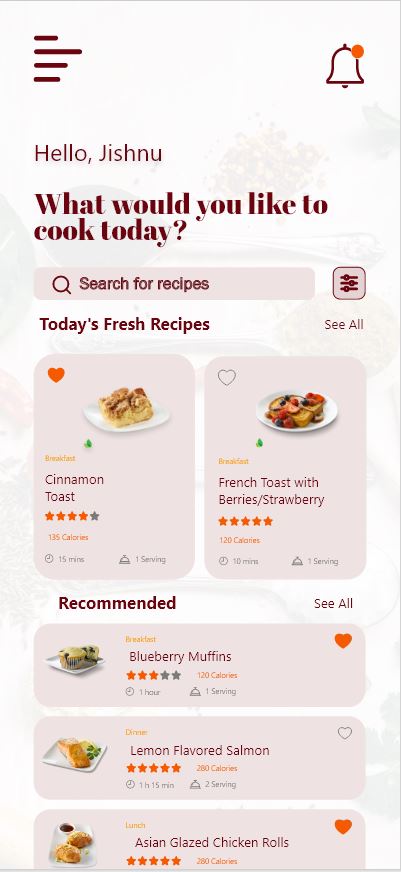 Hello, Jishnu
What would you like to
cook today?
Search for recipes
Today's Fresh Recipes
See All
Breakfast
Cinnamon
Toast
135 Calories
15 mins
1 Serving
Breakfast
French Toast with
Berries/Strawberry
120 Calories
10 mins
1 Serving
Recommended
See All
Breakfast
Blueberry Muffins
120 Calories
1 hour
1 Serving
Dinner
Lemon Flavored Salmon
280 Calories
1 h 15 min
2 Serving
Lunch
Asian Glazed Chicken Rolls
280 Calories